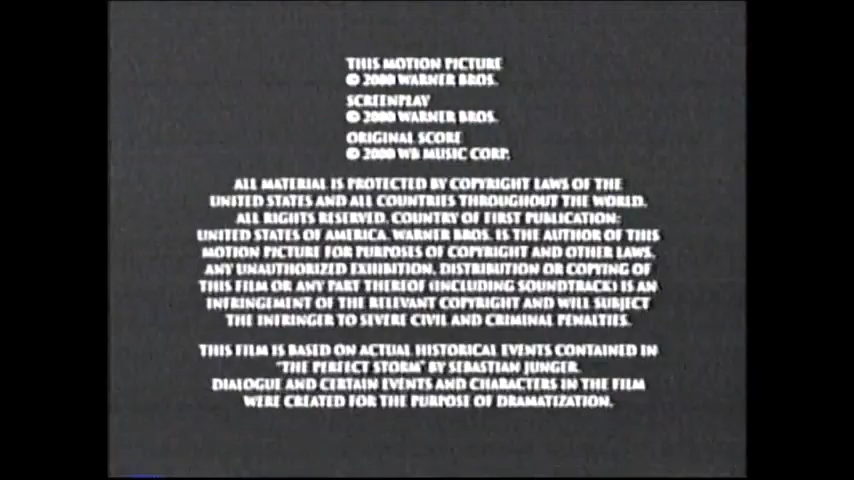 THIS MOTION PICTURE
© 2000 WARNER BROS.
SCREENPLAY
© 2000 WARNER BROS.
ORIGINAL SCORE
© 2000 WB MUSIC CORP.
ALL MATERIAL IS PROTECTED BY COPYRIGHT LAWS OF THE
UNITED STATES AND ALL COUNTRIES THROUGHOUT THE WORLD.
ALL RIGHTS RESERVED. COUNTRY OF FIRST PUBLICATION:
UNITED STATES OF AMERICA. WARNER BROS. IS THE AUTHOR OF THIS
MOTION PICTURE FOR PURPOSES OF COPYRIGHT AND OTHER LAWS.
ANY UNAUTHORIZED EXHIBITION, DISTRIBUTION OR COPYING OF
THIS FILM OR ANY PART THEREOF (INCLUDING SOUNDTRACK) IS AN
INFRINGEMENT OF THE RELEVANT COPYRIGHT AND WILL SUBJECT
THE INFRINGER TO SEVERE CIVIL AND CRIMINAL PENALTIES.
THIS FILM IS BASED ON ACTUAL HISTORICAL EVENTS CONTAINED IN
"THE PERFECT STORM" BY SEBASTIAN JUNGER.
DIALOGUE AND CERTAIN EVENTS AND CHARACTERS IN THE FILM
WERE CREATED FOR THE PURPOSE OF DRAMATIZATION.